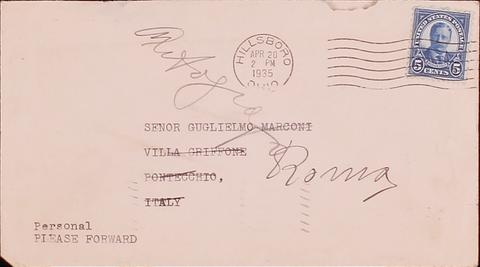 Autografo
HILLSBORO
APR 20
2 PM
1935
OHIO
UNITED STATES POSTAGE
5 CENTS 5
SENOR GUGLIELMO MARCONI
VILLA GRIFFONE
PONTECCHIO,
ITALY
Roma
Personal
PLEASE FORWARD